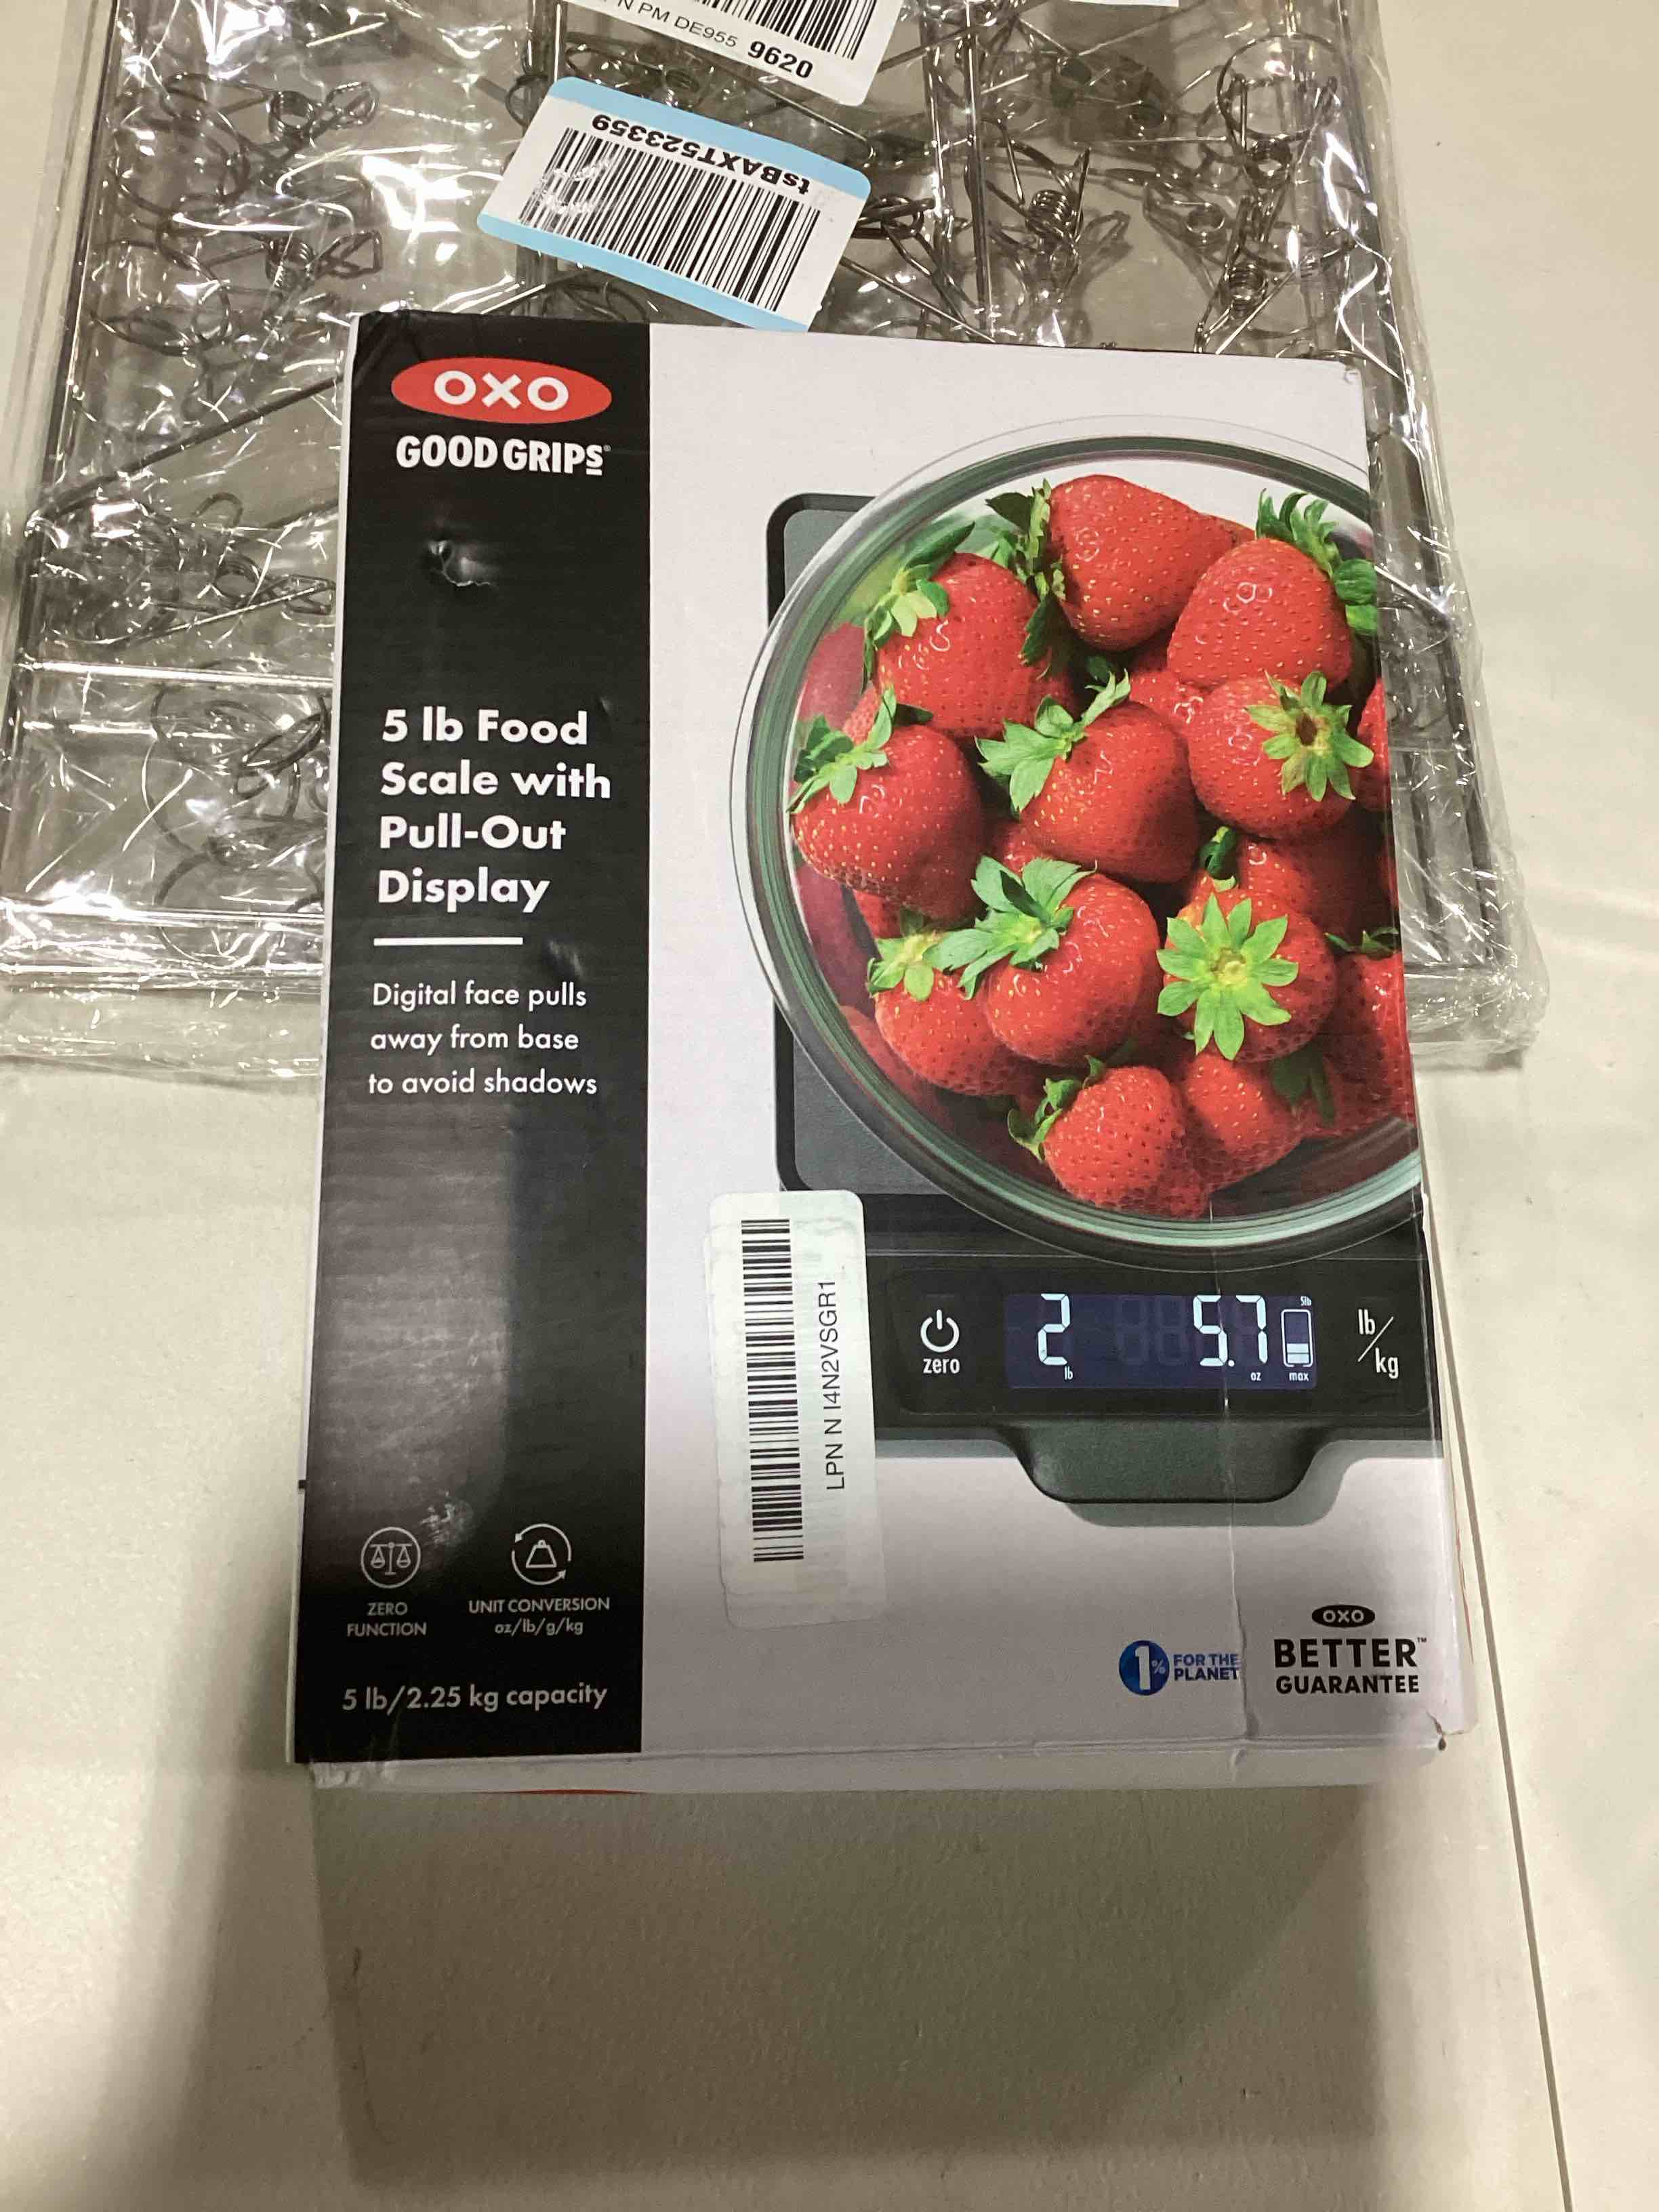 N PM DE955 9620
tsBAXT523359
OXO
GOOD GRIPS®
5 lb Food
Scale with
Pull-Out
Display
Digital face pulls
away from base
to avoid shadows
LPN N I4N2VSGR1
zero
2 lb 5.7 oz
5lb
max
lb/kg
ZERO
FUNCTION
UNIT CONVERSION
oz/lb/g/kg
5 lb/2.25 kg capacity
1%
FOR THE
PLANET
OXO
BETTER™
GUARANTEE